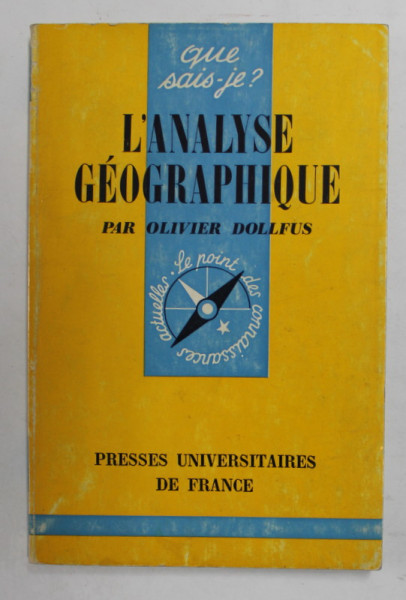 que
sais-je?
L'ANALYSE
GÉOGRAPHIQUE
PAR OLIVIER DOLLFUS
Le point des connaissances actuelles
PRESSES UNIVERSITAIRES
DE FRANCE